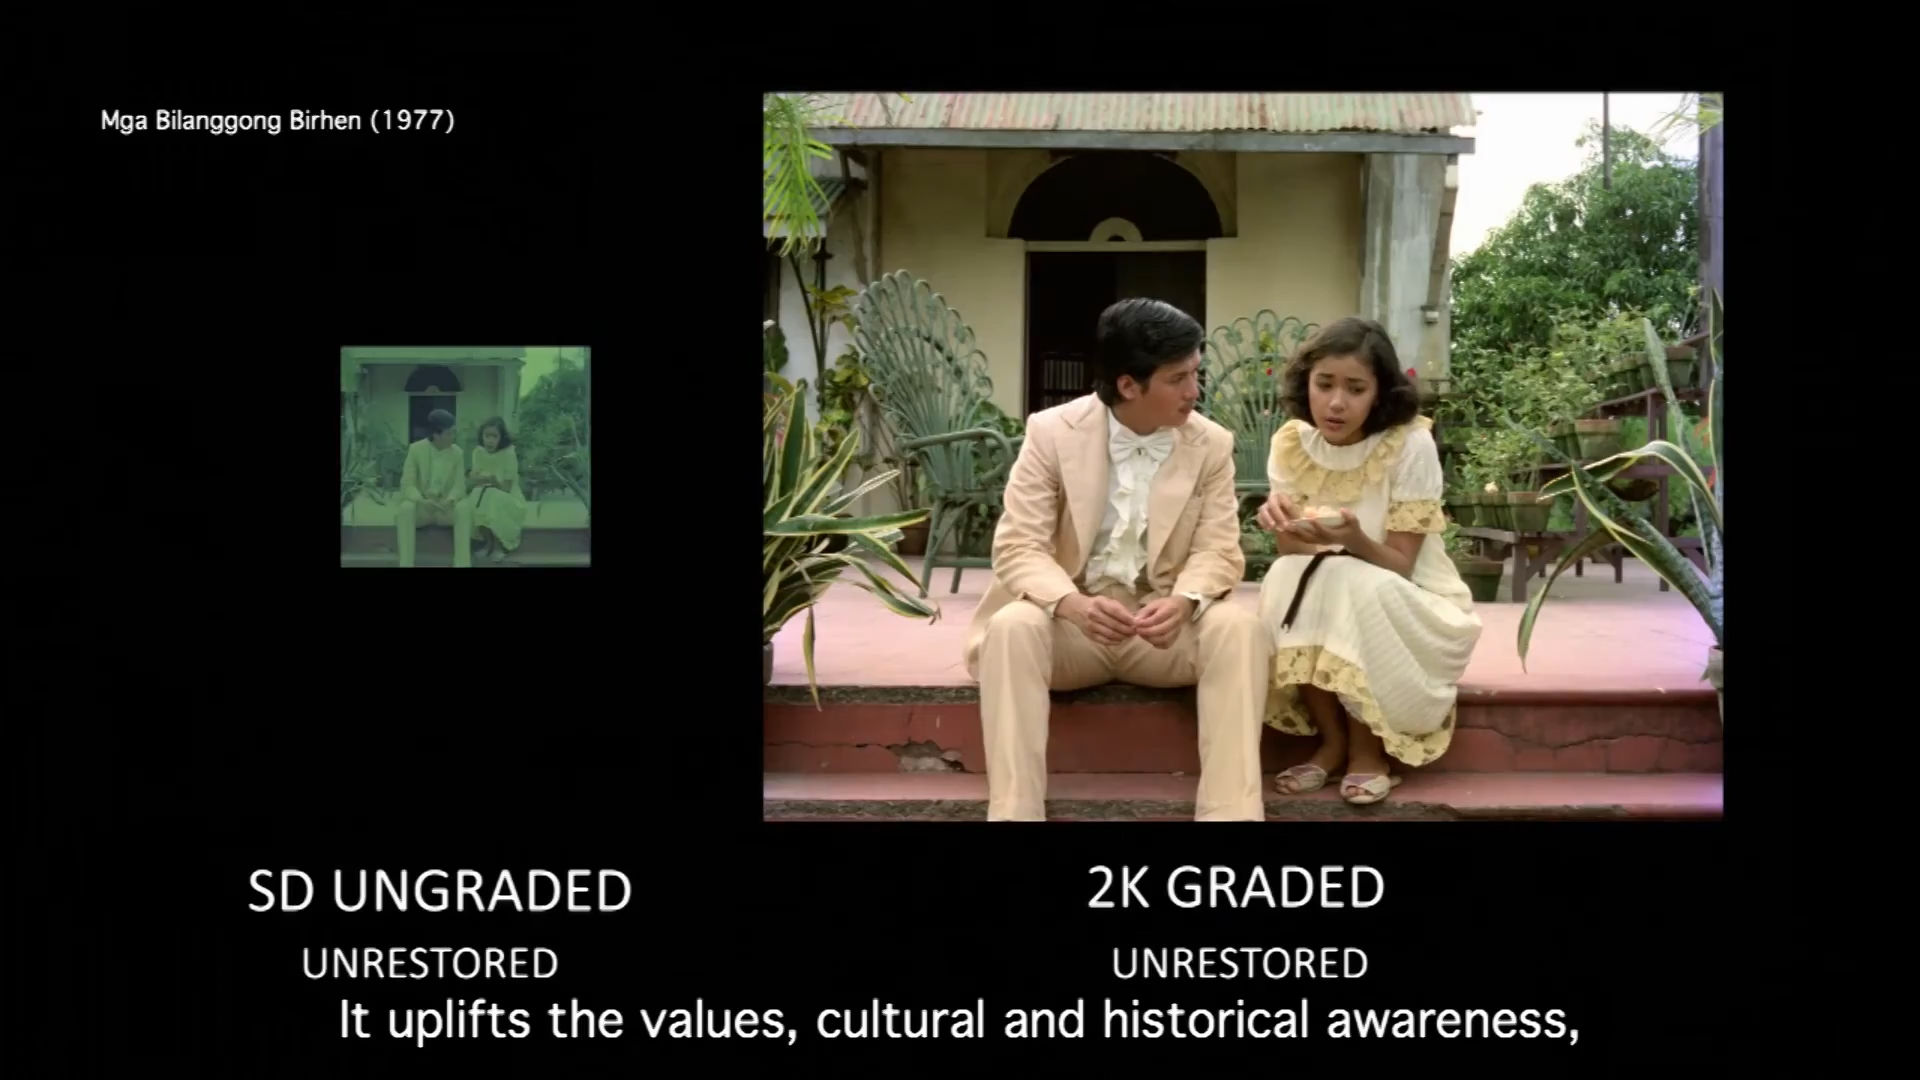 Mga Bilanggong Birhen (1977)
SD UNGRADED
UNRESTORED
2K GRADED
UNRESTORED
It uplifts the values, cultural and historical awareness,